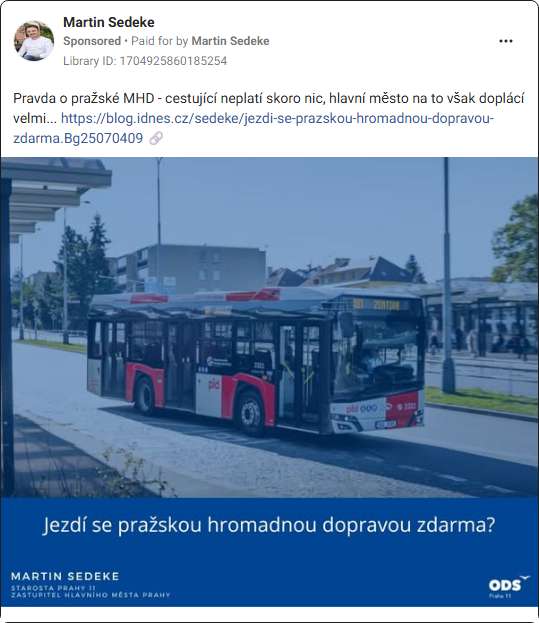 Martin Sedeke
Sponsored • Paid for by Martin Sedeke
Library ID: 1704925860185254
Pravda o pražské MHD - cestující neplatí skoro nic, hlavní město na to však doplácí
velmi... https://blog.idnes.cz/sedeke/jezdi-se-prazskou-hromadnou-dopravou-
zdarma.Bg25070409
pid
pid
Jezdí se pražskou hromadnou dopravou zdarma?
MARTIN SEDEKE
STAROSTA PRAHY 11
ZASTUPITEL HLAVNÍHO MĚSTA PRAHY
ODS
Praha 11